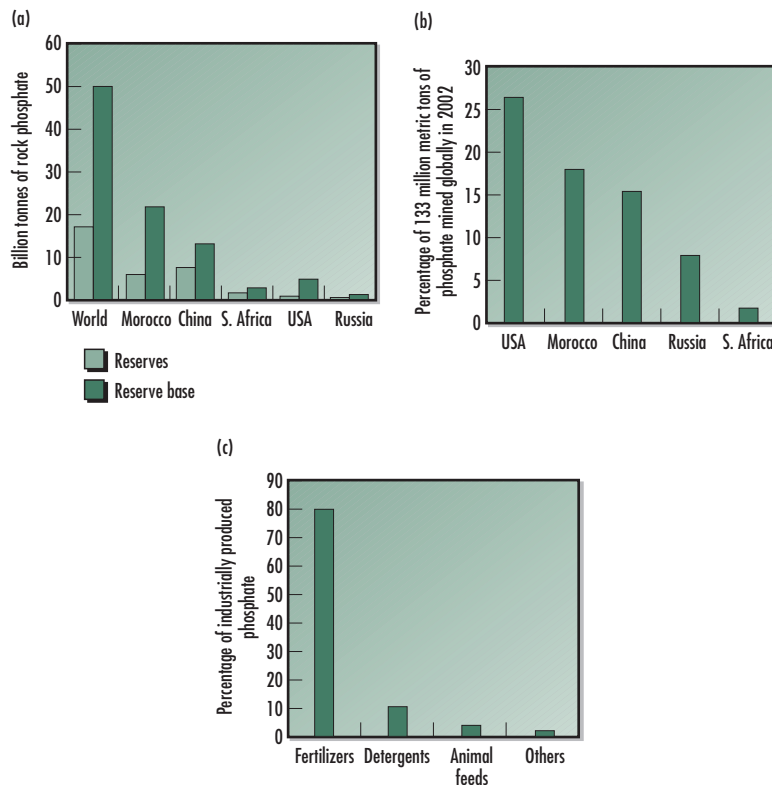 (a)
Billion tonnes of rock phosphate
60
50
40
30
20
10
0
World Morocco China S. Africa USA Russia
Reserves
Reserve base
(b)
Percentage of 133 million metric tons of
phosphate mined globally in 2002
30
25
20
15
10
5
0
USA Morocco China Russia S. Africa
(c)
Percentage of industrially produced
phosphate
90
80
70
60
50
40
30
20
10
0
Fertilizers Detergents Animal Others
feeds